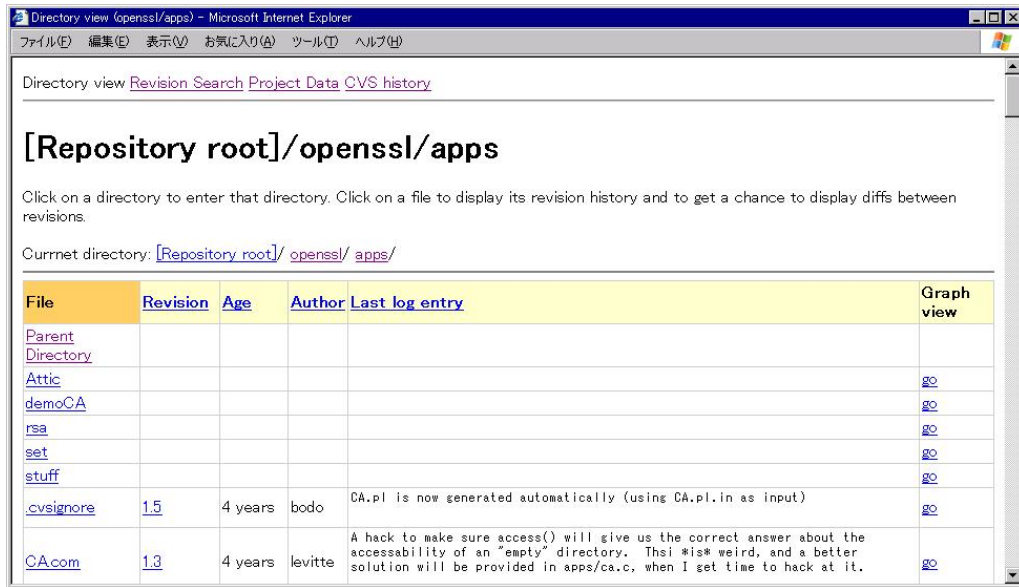 Directory view (openssl/apps) - Microsoft Internet Explorer
ファイル(F) 編集(E) 表示(V) お気に入り(A) ツール(T) ヘルプ(H)
Directory view Revision Search Project Data CVS history
[Repository root]/openssl/apps
Click on a directory to enter that directory. Click on a file to display its revision history and to get a chance to display diffs between
revisions.
Currnet directory: [Repository root]/ openssl/ apps/
File Revision Age Author Last log entry Graph view
Parent Directory
Attic go
demoCA go
rsa go
set go
stuff go
.cvsignore 1.5 4 years bodo CA.pl is now generated automatically (using CA.pl.in as input) go
CA.com 1.3 4 years levitte A hack to make sure access() will give us the correct answer about the
accessability of an "empty" directory. Thsi *is* weird, and a better
solution will be provided in apps/ca.c, when I get time to hack at it. go